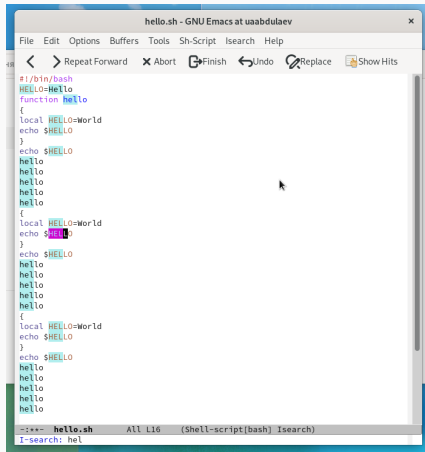 hello.sh - GNU Emacs at uaabdulaev
File Edit Options Buffers Tools Sh-Script Isearch Help
Repeat Forward Abort Finish Undo Replace Show Hits
#!/bin/bash
HELLO=Hello
function hello
{
local HELLO=World
echo $HELLO
}
echo $HELLO
hello
hello
hello
hello
hello
{
local HELLO=World
echo $HELLO
}
echo $HELLO
hello
hello
hello
hello
hello
{
local HELLO=World
echo $HELLO
}
echo $HELLO
hello
hello
hello
hello
hello
-:**- hello.sh All L16 (Shell-script[bash] Isearch)
I-search: hel